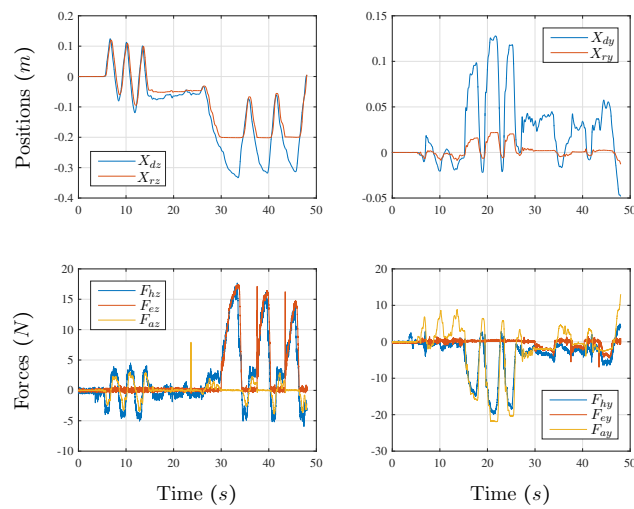 0.2
0.1
0
-0.1
-0.2
-0.3
-0.4
0 10 20 30 40 50
Positions (m)
X_dz
X_rz
0.15
0.1
0.05
0
-0.05
0 10 20 30 40 50
X_dy
X_ry
20
15
10
5
0
-5
-10
0 10 20 30 40 50
Forces (N)
Time (s)
F_hz
F_ez
F_az
20
10
0
-10
-20
-30
0 10 20 30 40 50
Time (s)
F_hy
F_ey
F_ay